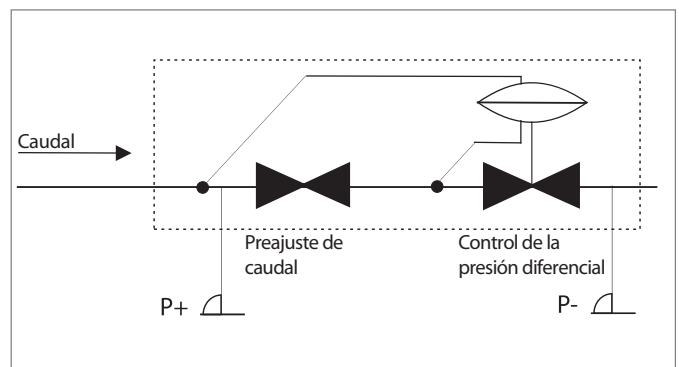 Caudal
Preajuste de
caudal
Control de la
presión diferencial
P+
P-